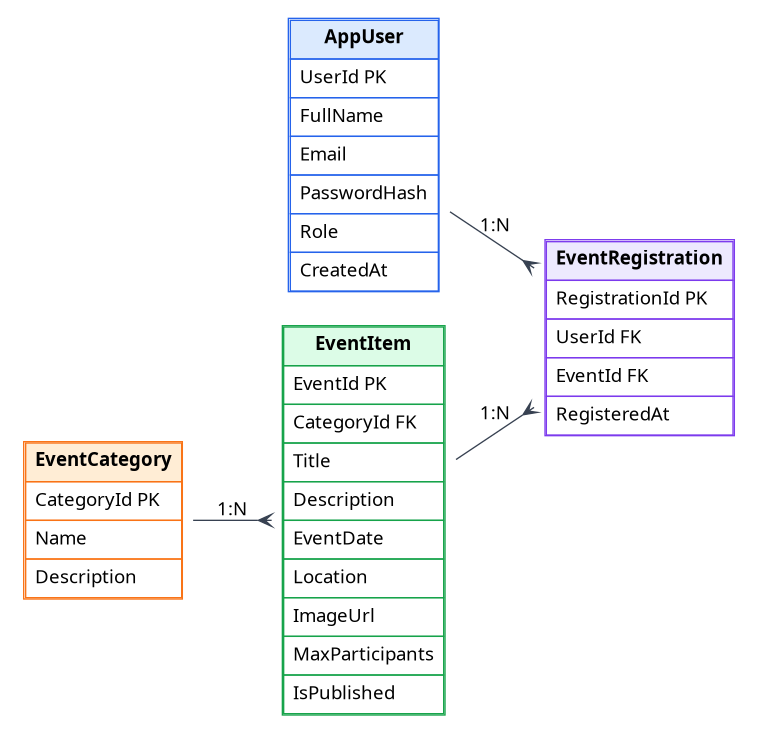 AppUser
UserId PK
FullName
Email
PasswordHash
Role
CreatedAt
1:N
EventRegistration
RegistrationId PK
UserId FK
EventId FK
RegisteredAt
EventItem
EventId PK
CategoryId FK
Title
Description
EventDate
Location
ImageUrl
MaxParticipants
IsPublished
1:N
EventCategory
CategoryId PK
Name
Description
1:N